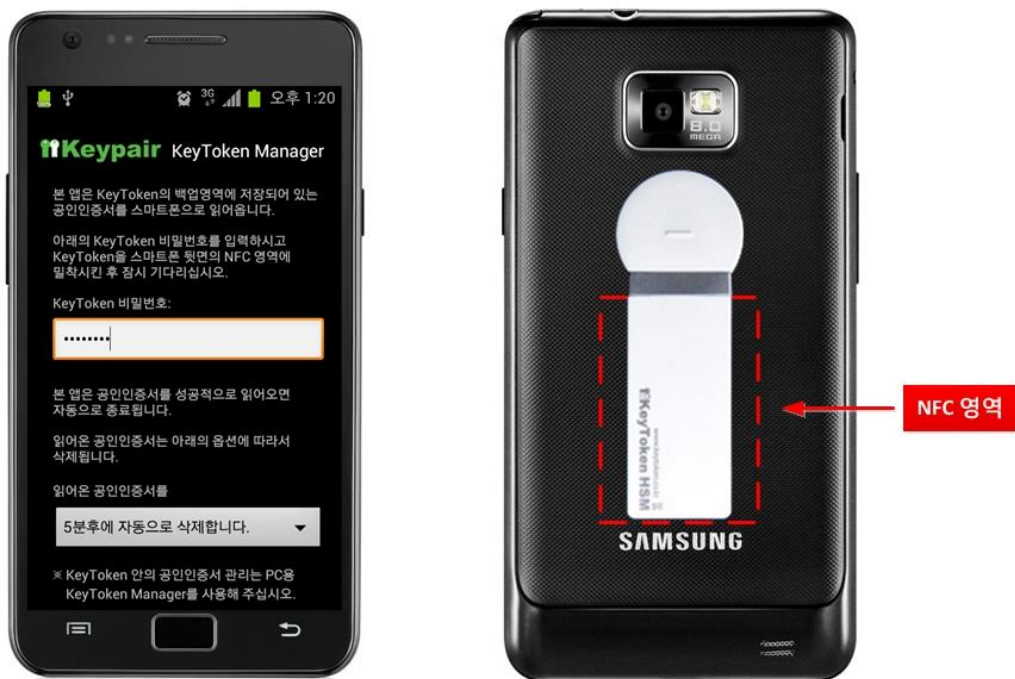 3G 오후 1:20
Keypair KeyToken Manager
본 앱은 KeyToken의 백업영역에 저장되어 있는
공인인증서를 스마트폰으로 읽어옵니다.
아래의 KeyToken 비밀번호를 입력하시고
KeyToken을 스마트폰 뒷면의 NFC 영역에
밀착시킨 후 잠시 기다리십시오.
KeyToken 비밀번호:
••••••••
본 앱은 공인인증서를 성공적으로 읽어오면
자동으로 종료됩니다.
읽어온 공인인증서는 아래의 옵션에 따라서
삭제됩니다.
읽어온 공인인증서를
5분후에 자동으로 삭제합니다.
※ KeyToken 안의 공인인증서 관리는 PC용
KeyToken Manager를 사용해 주십시오.
8.0
MEGA
KeyToken HSM
SAMSUNG
NFC 영역